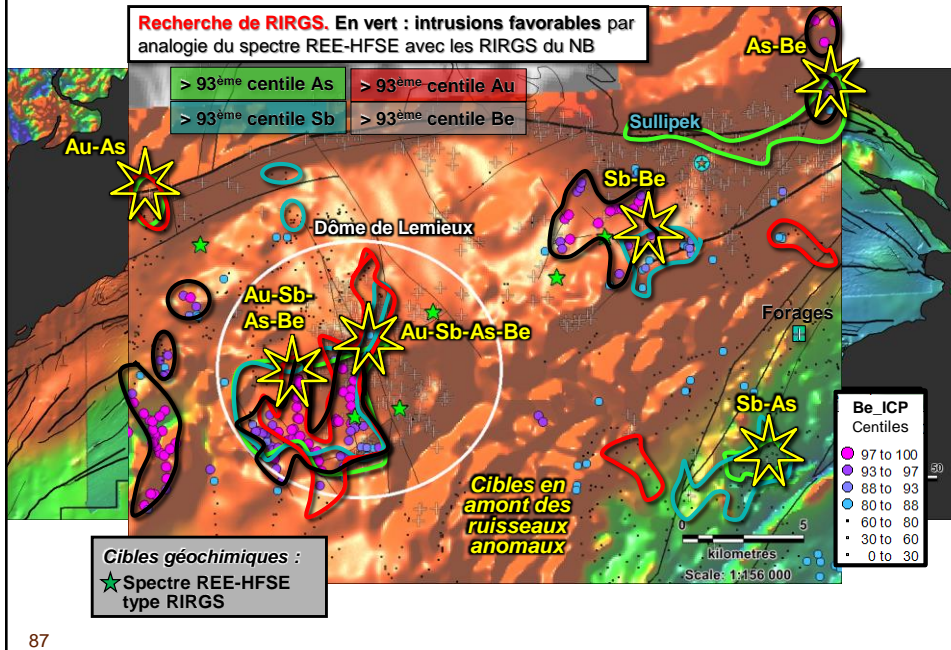 Recherche de RIRGS. En vert : intrusions favorables par
analogie du spectre REE-HFSE avec les RIRGS du NB
> 93ème centile As
> 93ème centile Au
> 93ème centile Sb
> 93ème centile Be
As-Be
Sullipek
Au-As
Sb-Be
Dôme de Lemieux
Au-Sb-
As-Be
Au-Sb-As-Be
Forages
Sb-As
Cibles en
amont des
ruisseaux
anomaux
Be_ICP
Centiles
97 to 100
93 to 97
88 to 93
80 to 88
60 to 80
30 to 60
0 to 30
50
0 5
kilometres
Scale: 1:156 000
Cibles géochimiques :
Spectre REE-HFSE
type RIRGS
87